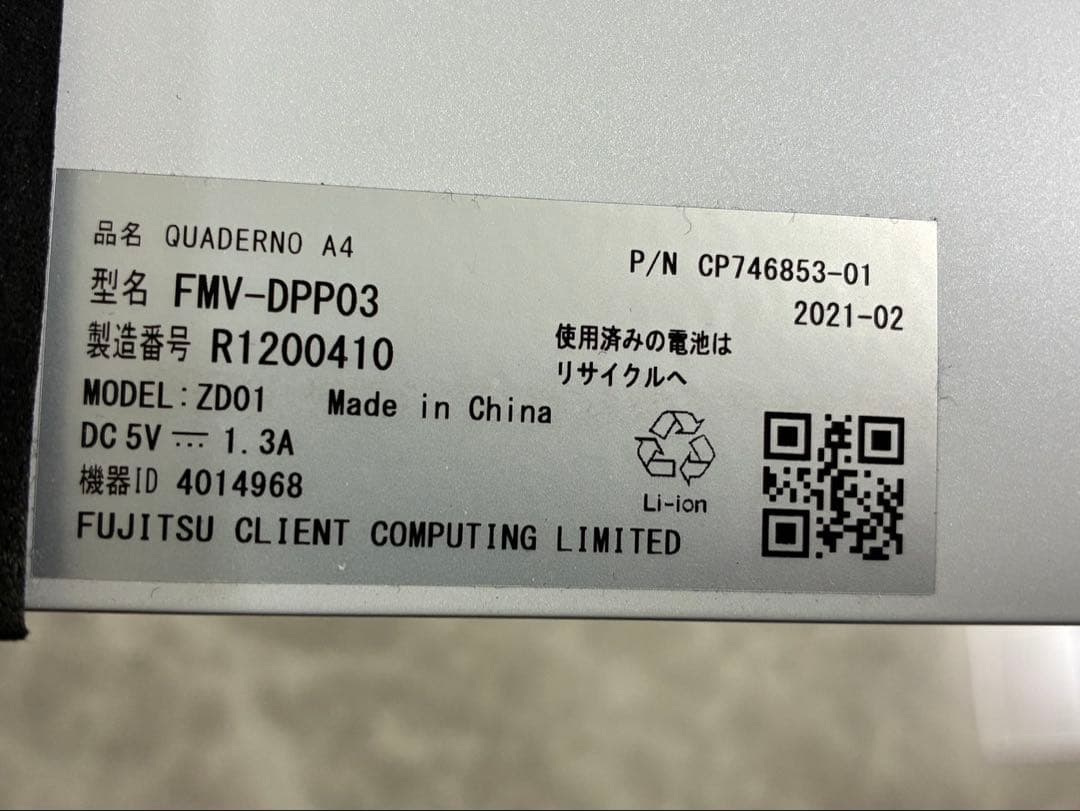 品名 QUADERNO A4
型名 FMV-DPP03
製造番号 R1200410
MODEL:ZD01 Made in China
DC 5V ⎓ 1.3A
機器ID 4014968
FUJITSU CLIENT COMPUTING LIMITED
P/N CP746853-01
2021-02
使用済みの電池は
リサイクルへ
Li-ion